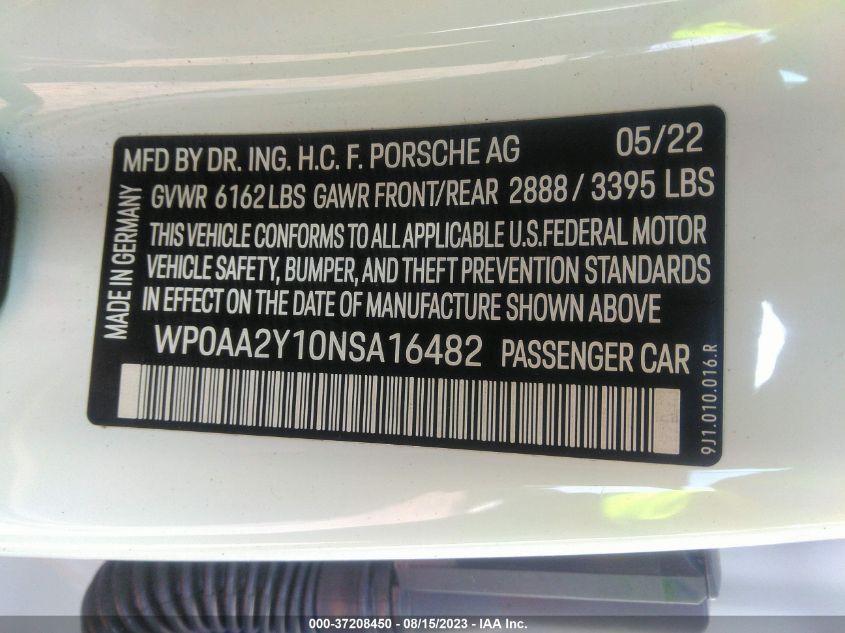 MFD BY DR. ING. H.C. F. PORSCHE AG 05/22
GVWR 6162 LBS GAWR FRONT/REAR 2888 / 3395 LBS
THIS VEHICLE CONFORMS TO ALL APPLICABLE U.S.FEDERAL MOTOR
VEHICLE SAFETY, BUMPER, AND THEFT PREVENTION STANDARDS
IN EFFECT ON THE DATE OF MANUFACTURE SHOWN ABOVE
WP0AA2Y10NSA16482 PASSENGER CAR
MADE IN GERMANY
9J1.010.016.R
000-37208450 - 08/15/2023 - IAA Inc.